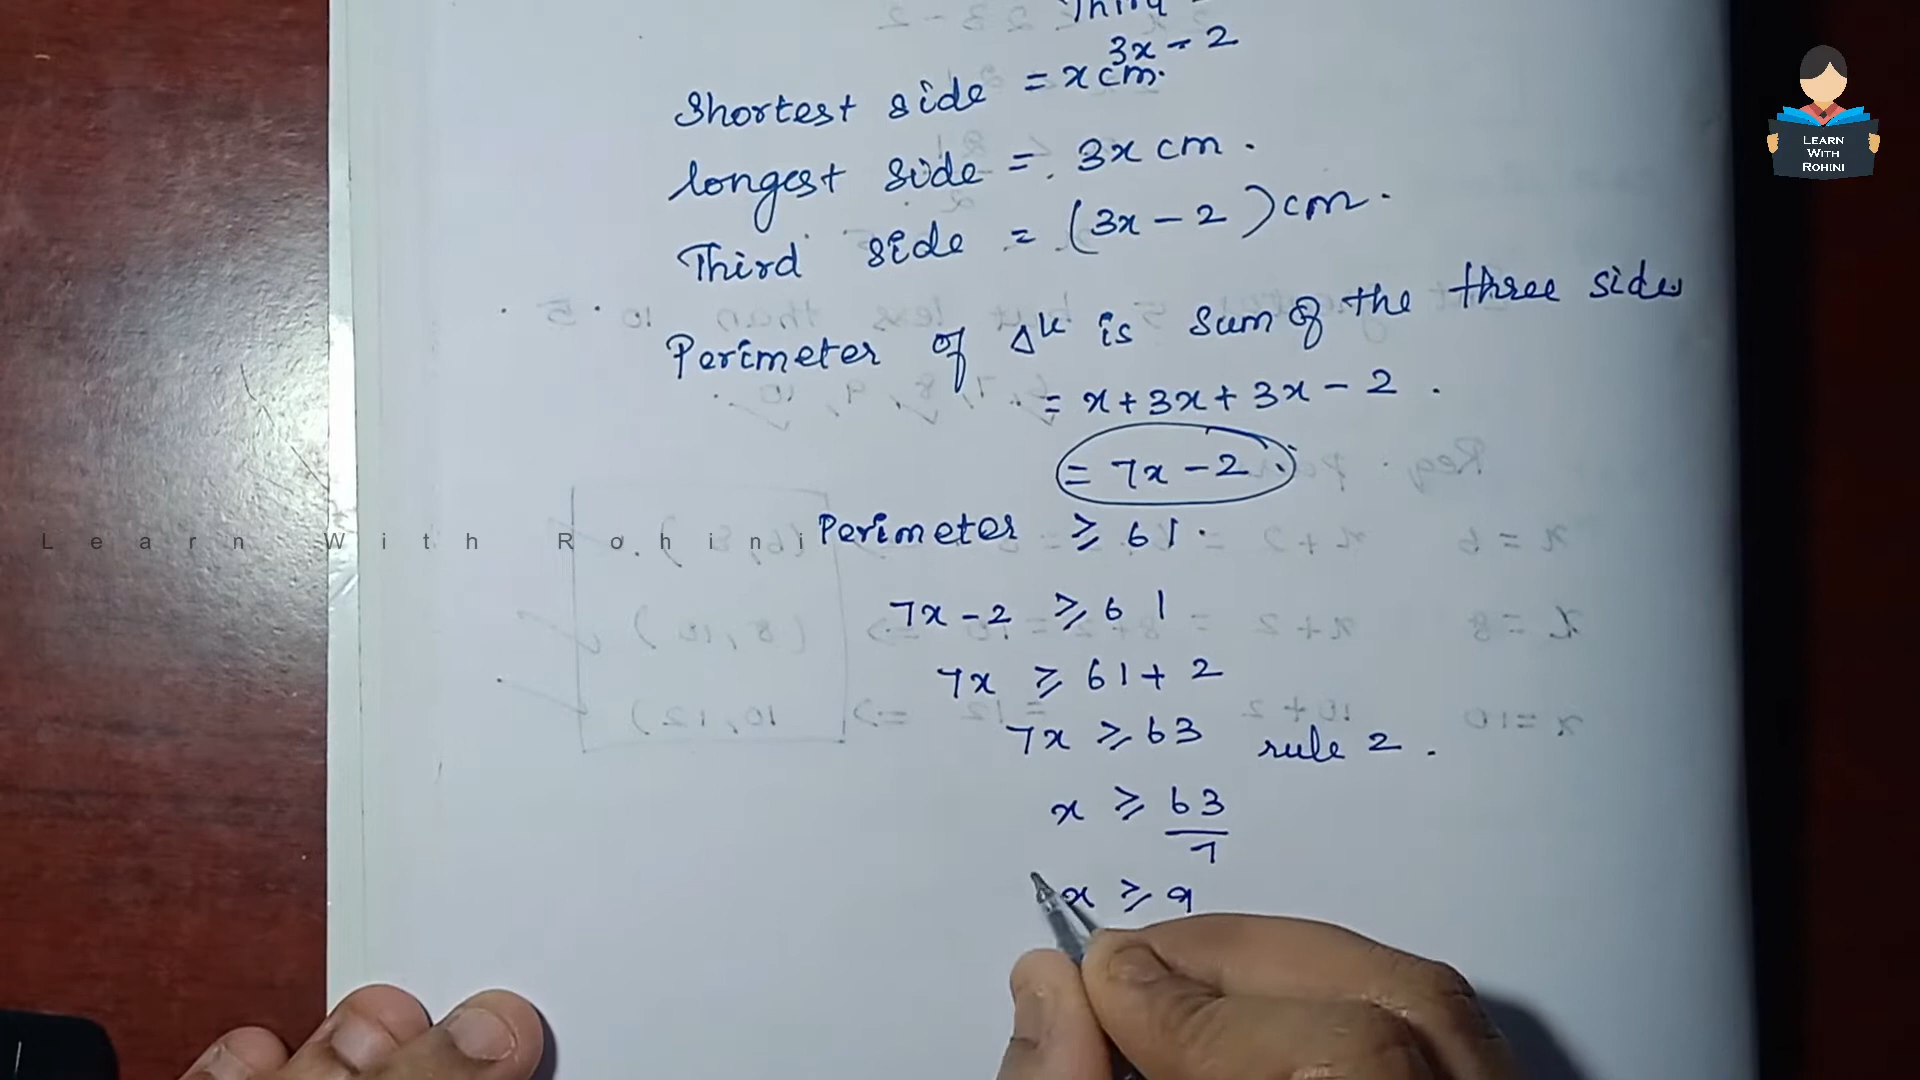 Third
3x - 2
Shortest side = x cm.
longest side = 3x cm.
Third side = (3x - 2) cm.
Perimeter of Δle is sum of the three sides
= x + 3x + 3x - 2.
= 7x - 2.
Perimeter ≥ 61.
7x - 2 ≥ 61
7x ≥ 61 + 2
7x ≥ 63 rule 2.
x ≥ 63
7
x ≥ 9
LEARN
WITH
ROHINI
Learn With Rohini